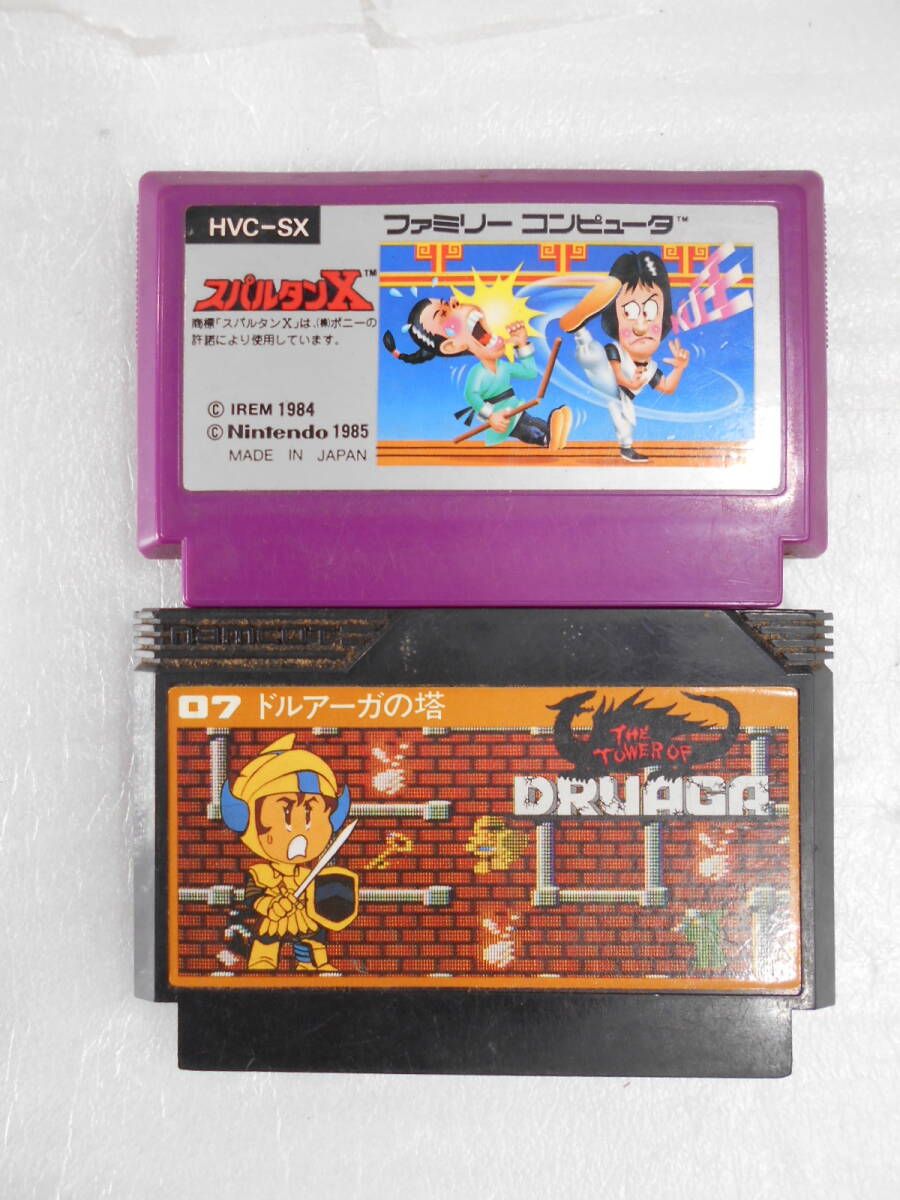 HVC-SX
ファミリー コンピュータ™
スパルタンX™
商標「スパルタンX」は、(株)ポニーの
許諾により使用しています。
© IREM 1984
© Nintendo 1985
MADE IN JAPAN
namcot
07 ドルアーガの塔
THE
TOWER OF
DRUAGA